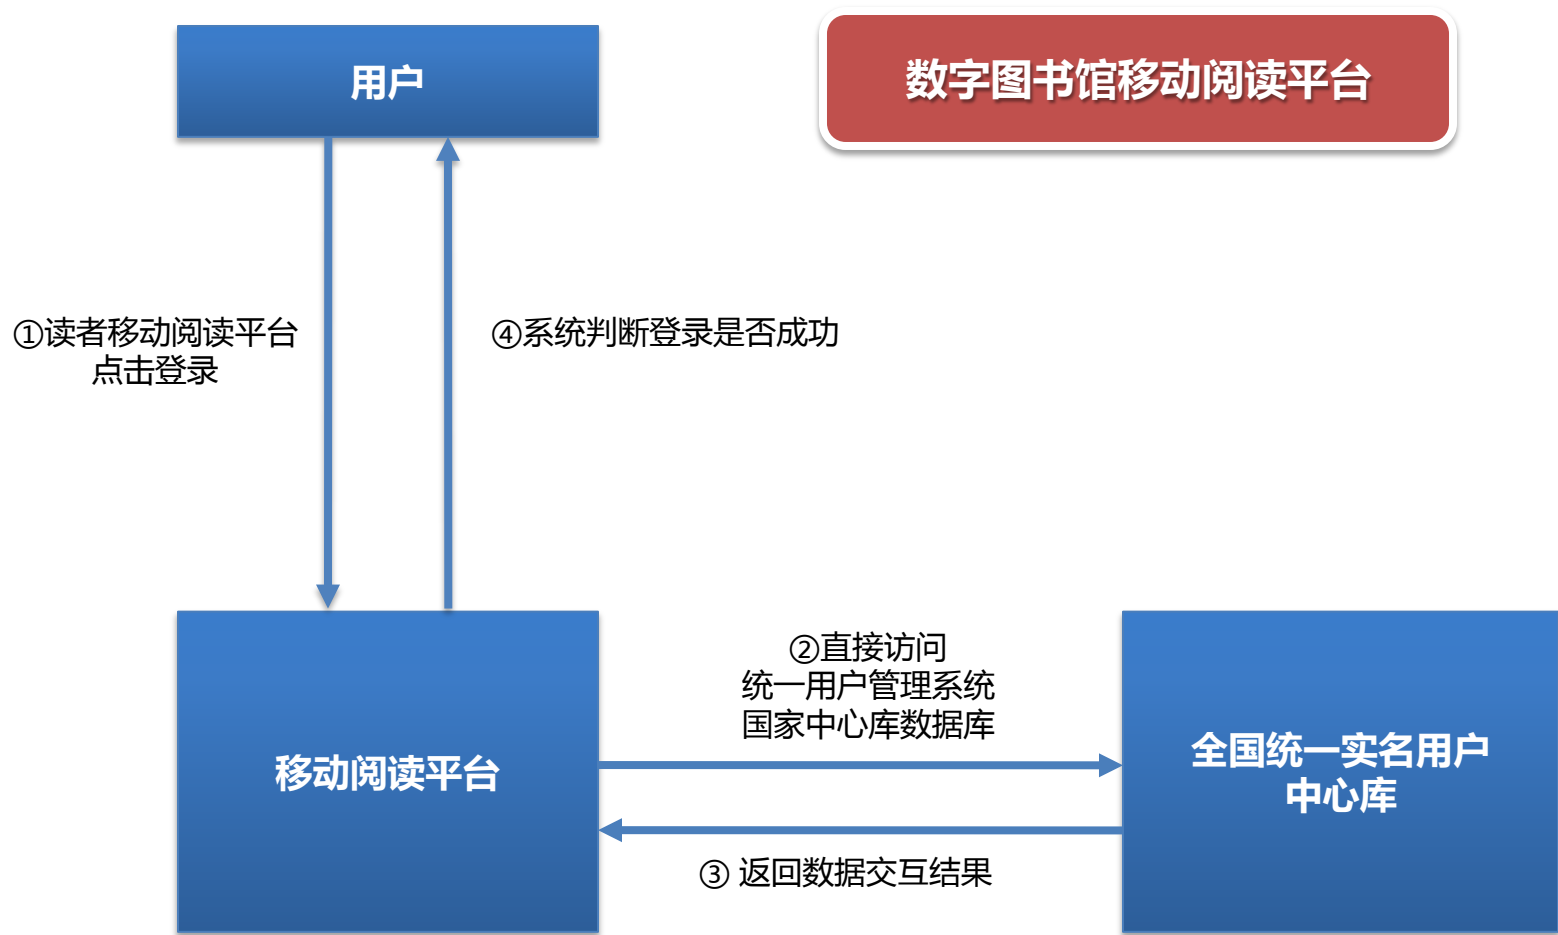 用户
数字图书馆移动阅读平台
①读者移动阅读平台
点击登录
④系统判断登录是否成功
②直接访问
统一用户管理系统
国家中心库数据库
移动阅读平台
全国统一实名用户
中心库
③ 返回数据交互结果